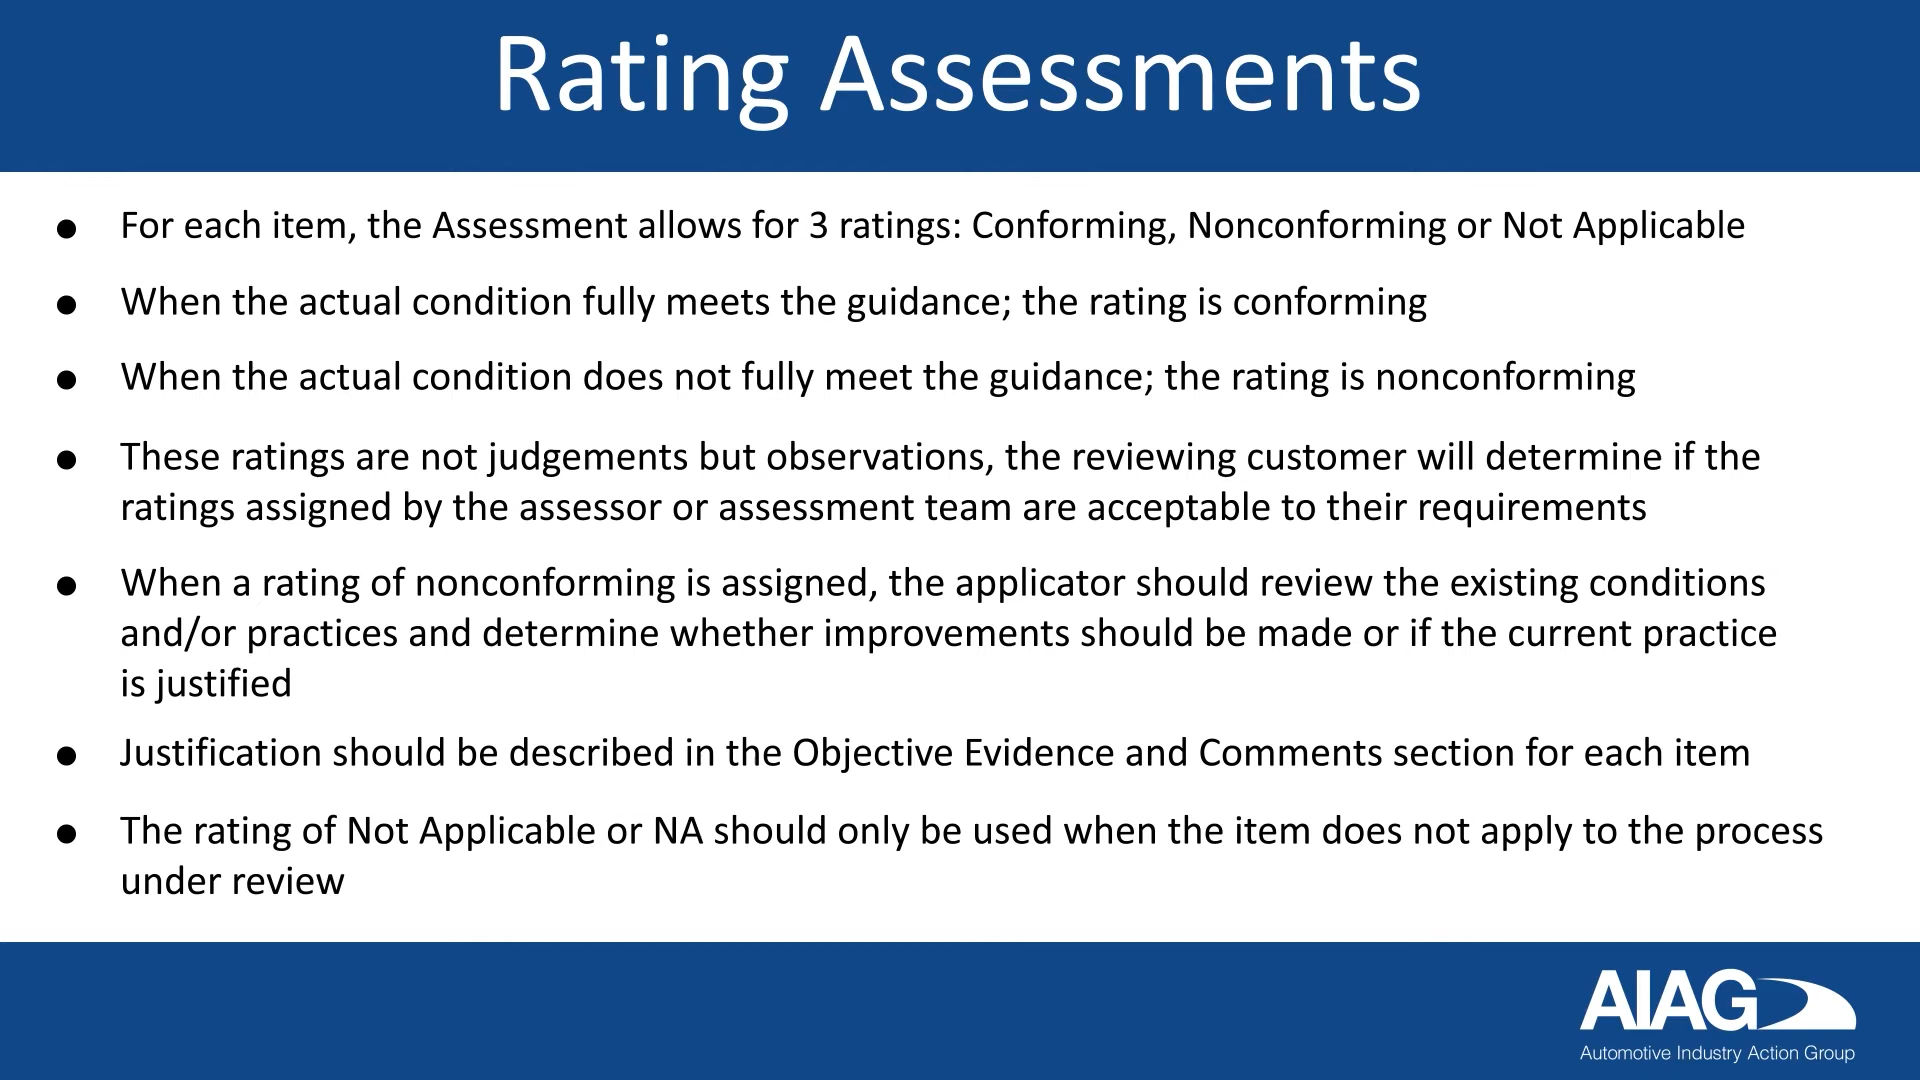 Rating Assessments
● For each item, the Assessment allows for 3 ratings: Conforming, Nonconforming or Not Applicable
● When the actual condition fully meets the guidance; the rating is conforming
● When the actual condition does not fully meet the guidance; the rating is nonconforming
● These ratings are not judgements but observations, the reviewing customer will determine if the
ratings assigned by the assessor or assessment team are acceptable to their requirements
● When a rating of nonconforming is assigned, the applicator should review the existing conditions
and/or practices and determine whether improvements should be made or if the current practice
is justified
● Justification should be described in the Objective Evidence and Comments section for each item
● The rating of Not Applicable or NA should only be used when the item does not apply to the process
under review
AIAG
Automotive Industry Action Group